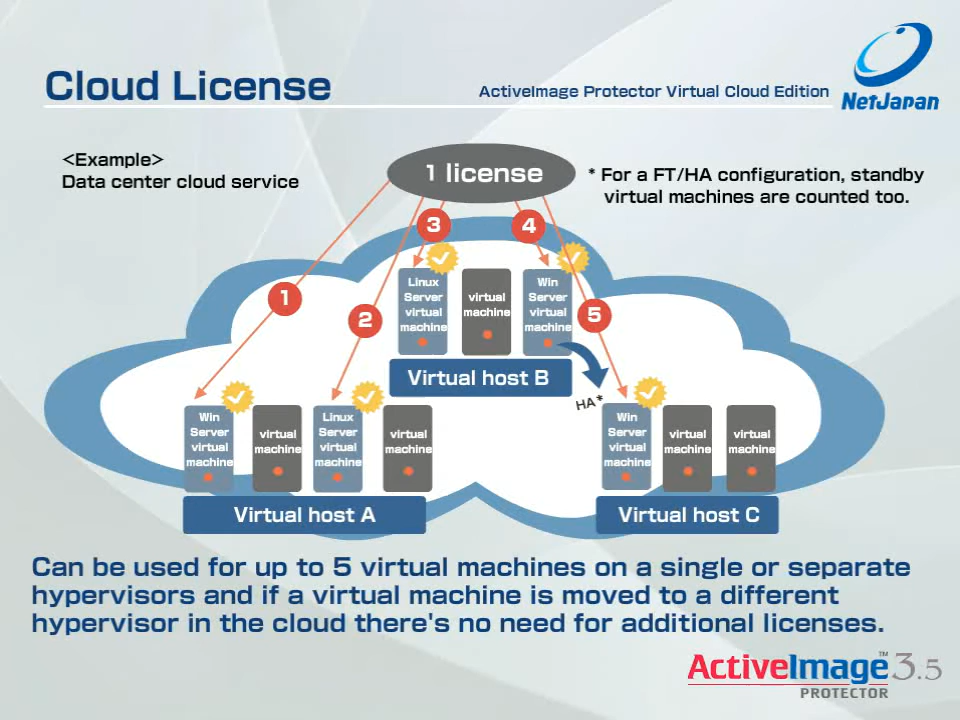 Cloud License
ActiveImage Protector Virtual Cloud Edition
NetJapan
<Example>
Data center cloud service
1 license
* For a FT/HA configuration, standby
virtual machines are counted too.
3
4
1
2
5
Linux
Server
virtual
machine
virtual
machine
Win
Server
virtual
machine
Virtual host B
HA*
Win
Server
virtual
machine
virtual
machine
Linux
Server
virtual
machine
virtual
machine
Virtual host A
Win
Server
virtual
machine
virtual
machine
virtual
machine
Virtual host C
Can be used for up to 5 virtual machines on a single or separate
hypervisors and if a virtual machine is moved to a different
hypervisor in the cloud there's no need for additional licenses.
ActiveImage™ 3.5
PROTECTOR